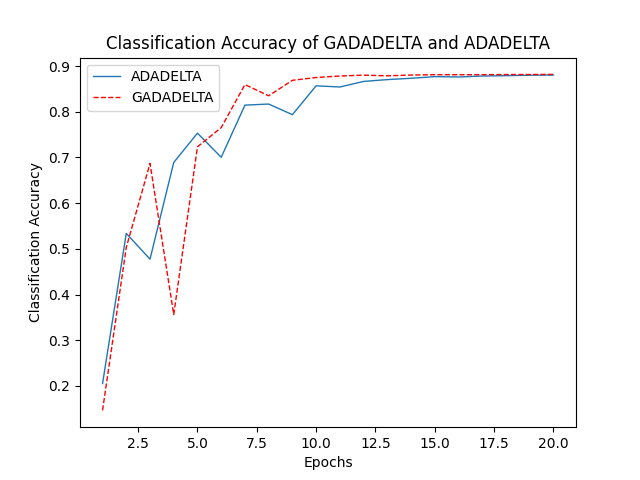 Classification Accuracy of GADADELTA and ADADELTA
ADADELTA
GADADELTA
Classification Accuracy
0.9
0.8
0.7
0.6
0.5
0.4
0.3
0.2
2.5 5.0 7.5 10.0 12.5 15.0 17.5 20.0
Epochs